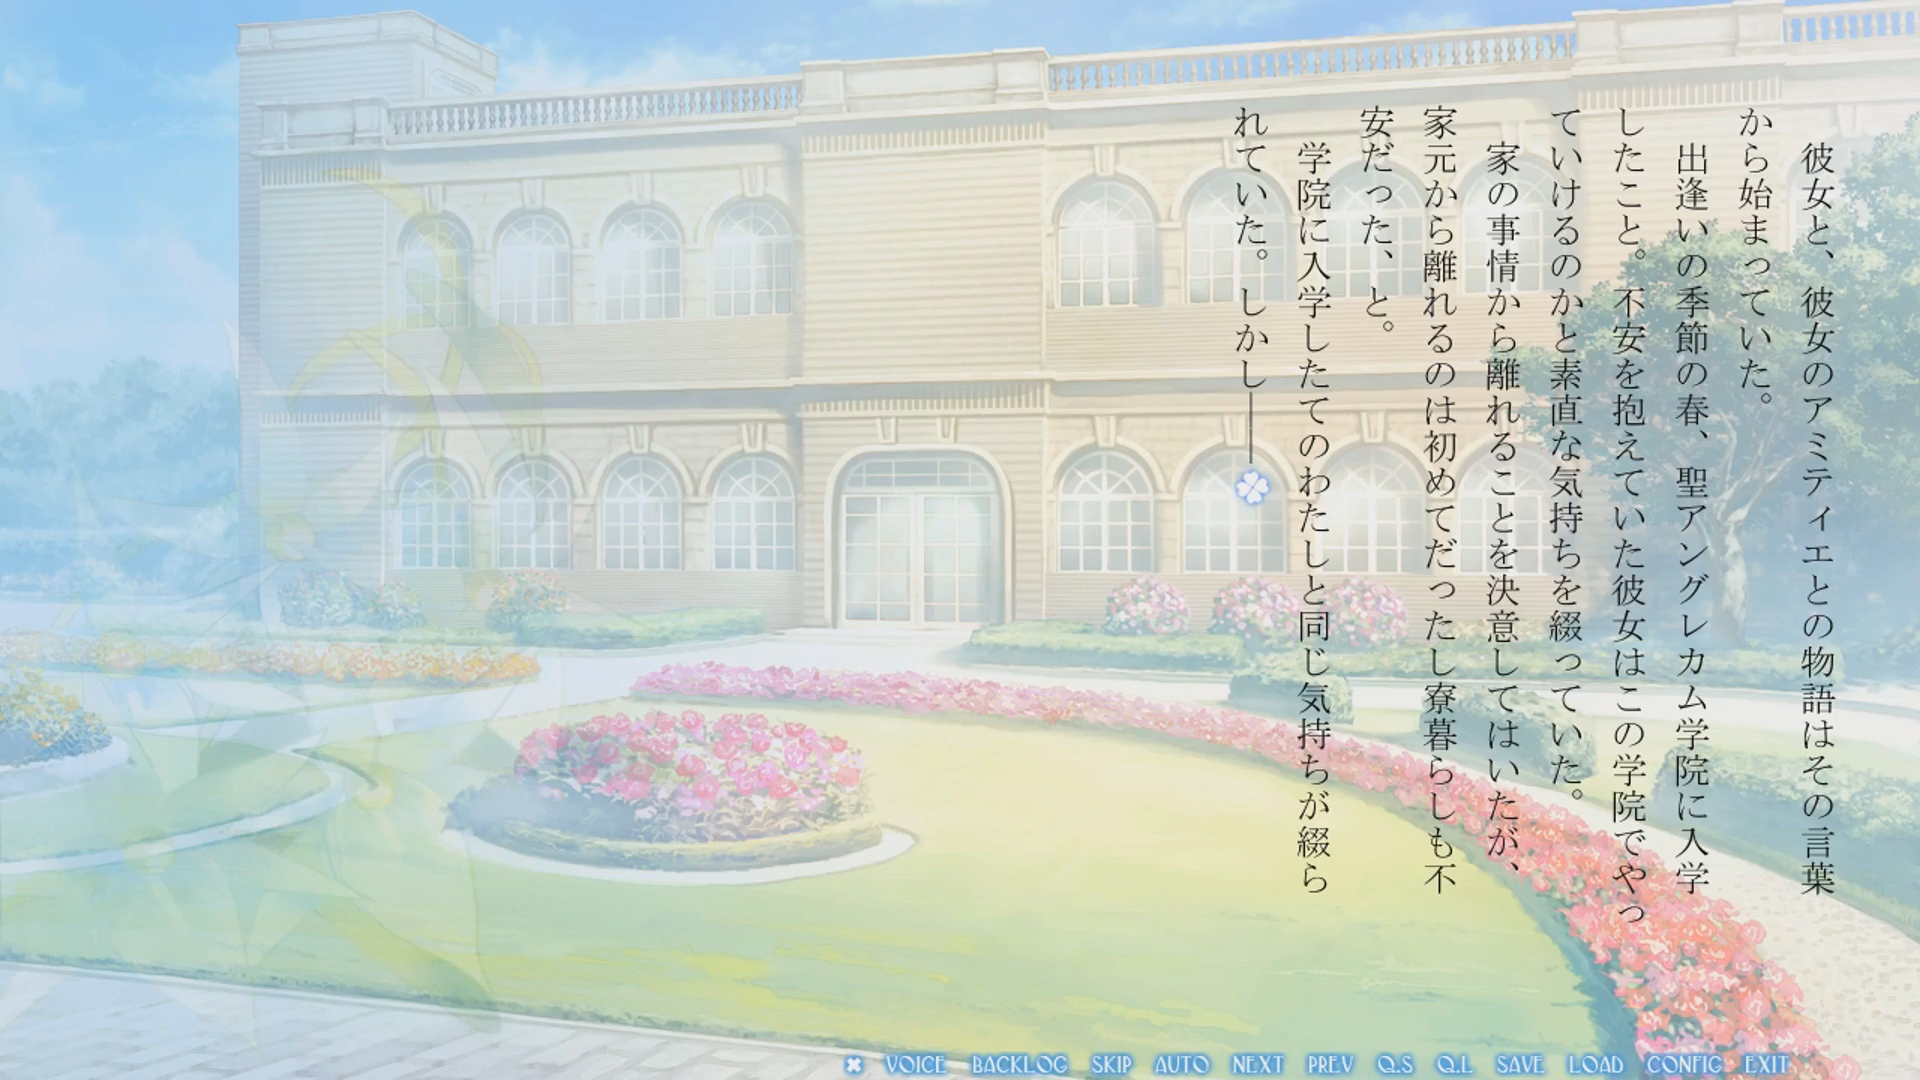 彼女と、彼女のアミティエとの物語はその言葉
から始まっていた。
　出逢いの季節の春、聖アングレカム学院に入学
したこと。不安を抱えていた彼女はこの学院でやっ
ていけるのかと素直な気持ちを綴っていた。
　家の事情から離れることを決意してはいたが、
家元から離れるのは初めてだったし寮暮らしも不
安だった、と。
　学院に入学したてのわたしと同じ気持ちが綴ら
れていた。しかし――
VOICE BACKLOG SKIP AUTO NEXT PREV Q.S Q.L SAVE LOAD CONFIG EXIT